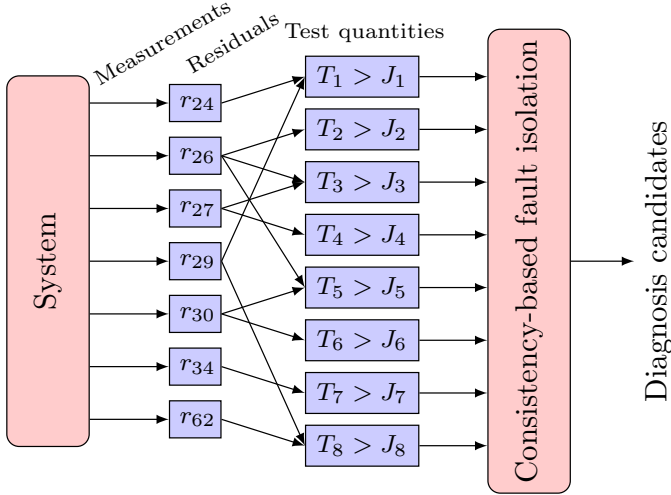 Measurements
Residuals
Test quantities
System
r24
r26
r27
r29
r30
r34
r62
T1 > J1
T2 > J2
T3 > J3
T4 > J4
T5 > J5
T6 > J6
T7 > J7
T8 > J8
Consistency-based fault isolation
Diagnosis candidates